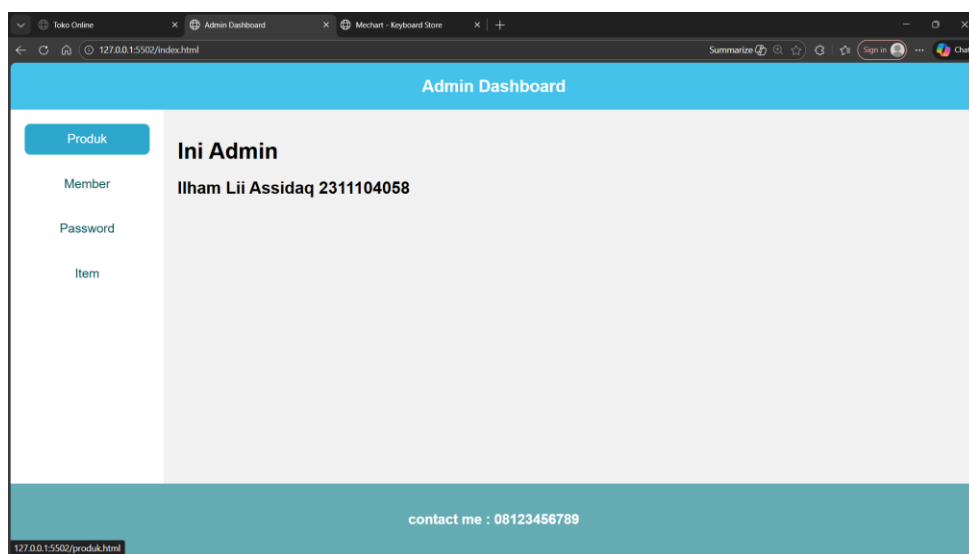 Toko Online
Admin Dashboard
Mechart - Keyboard Store
127.0.0.1:5502/index.html
Summarize
Sign in
Chat
Admin Dashboard
Produk
Member
Password
Item
Ini Admin
Ilham Lii Assidaq 2311104058
contact me : 08123456789
127.0.0.1:5502/produk.html